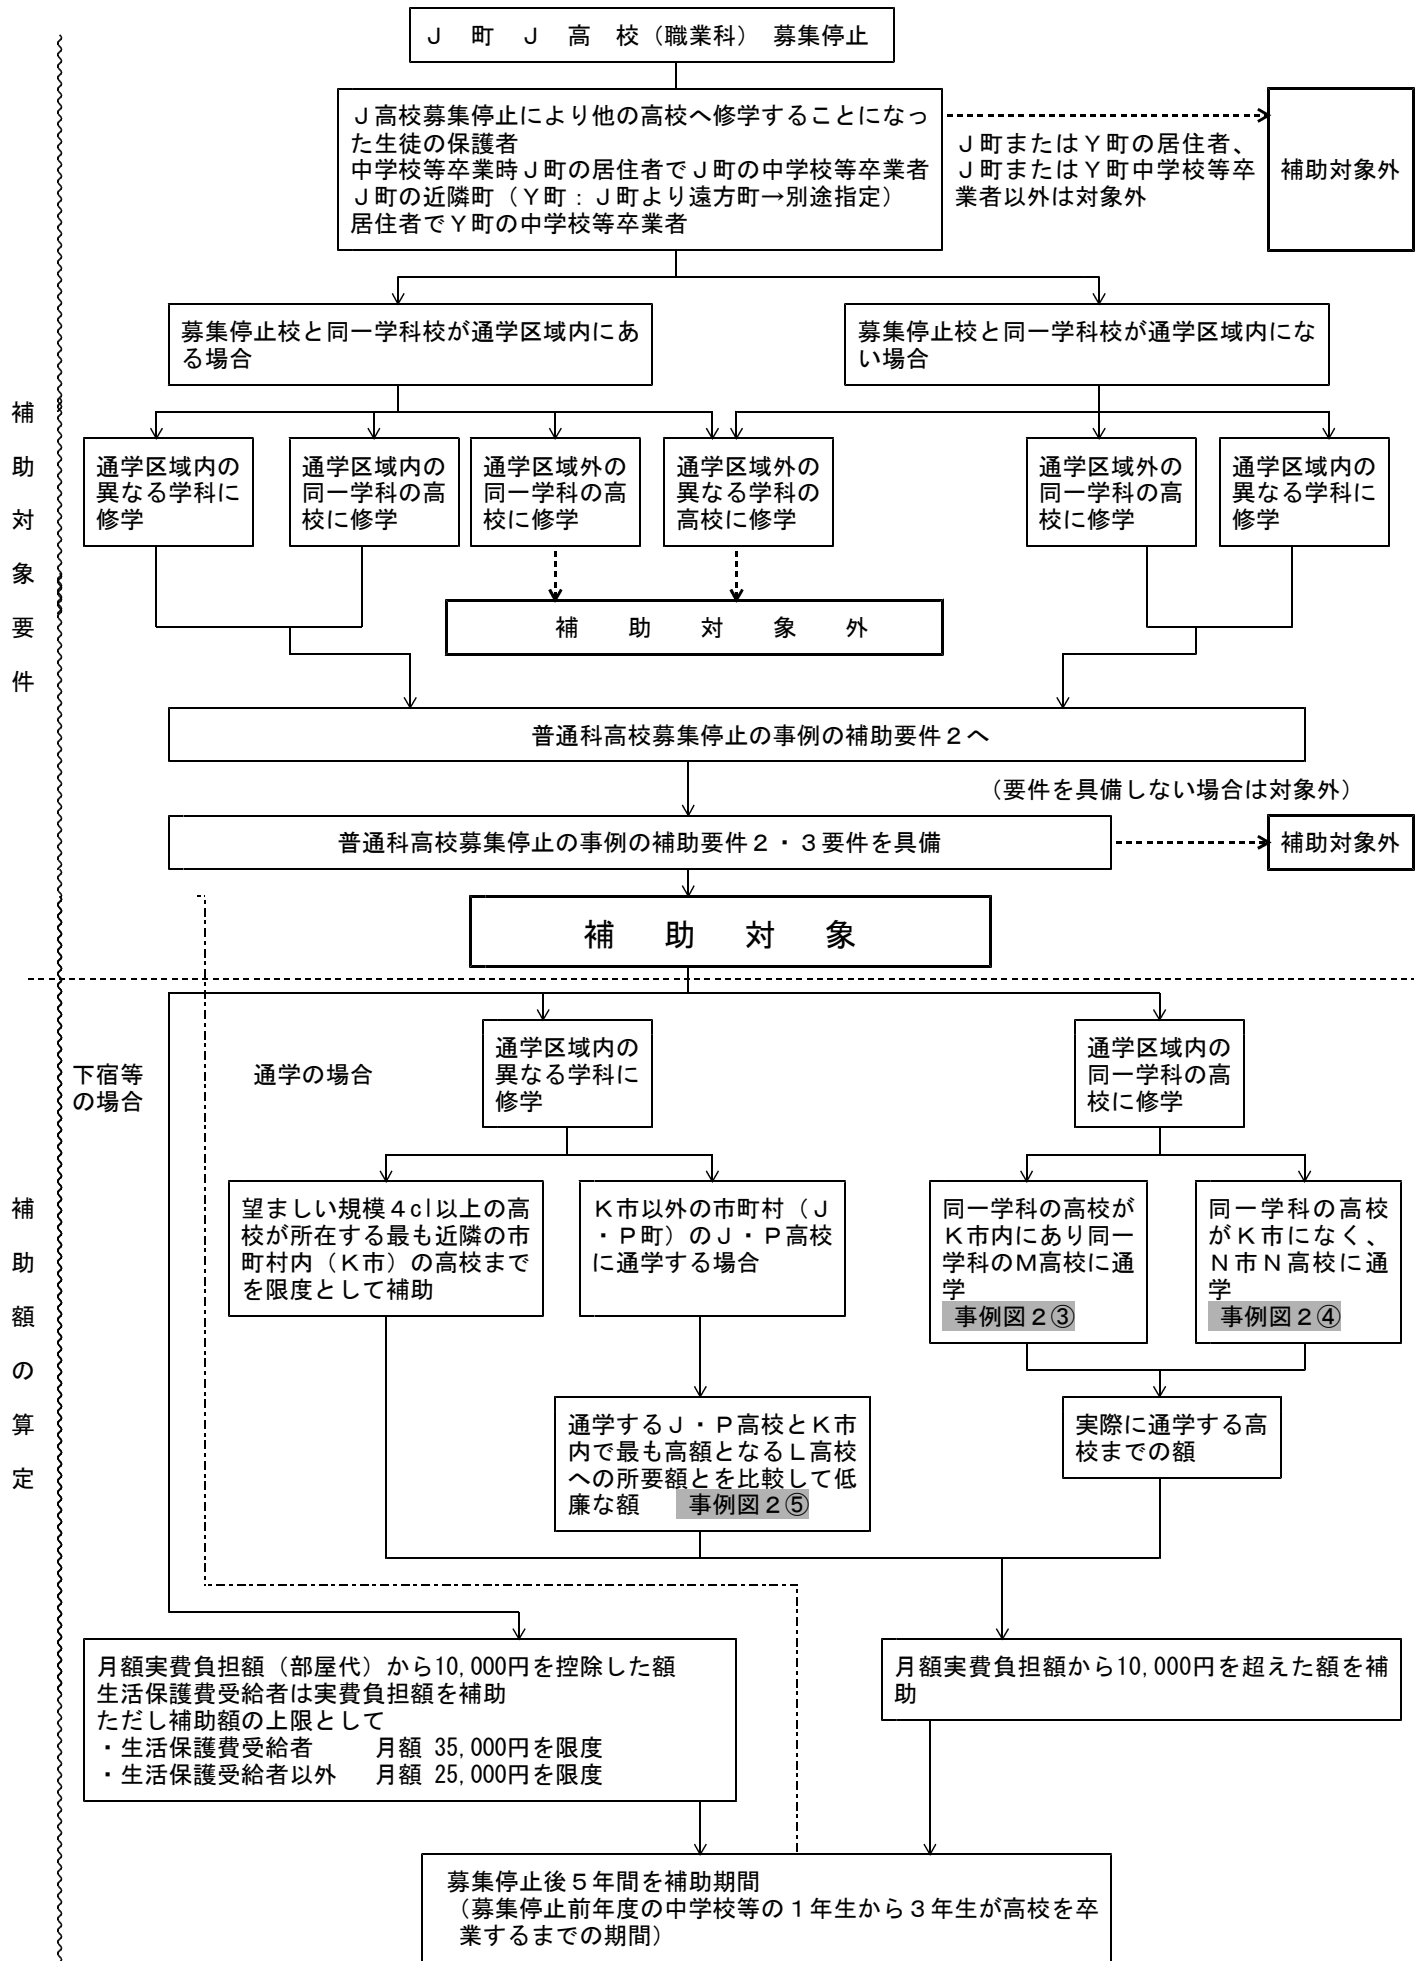 Ｊ　町　Ｊ　高　校（職業科）　募集停止
Ｊ高校募集停止により他の高校へ修学することになっ
た生徒の保護者
中学校等卒業時Ｊ町の居住者でＪ町の中学校等卒業者
Ｊ町の近隣町（Ｙ町：Ｊ町より遠方町→別途指定）
居住者でＹ町の中学校等卒業者
Ｊ町またはＹ町の居住者、
Ｊ町またはＹ町中学校等卒
業者以外は対象外
補助対象外
募集停止校と同一学科校が通学区域内にあ
る場合
募集停止校と同一学科校が通学区域内にな
い場合
補助対象要件
通学区域内の
異なる学科に
修学
通学区域内の
同一学科の高
校に修学
通学区域外の
同一学科の高
校に修学
通学区域外の
異なる学科の
高校に修学
通学区域外の
同一学科の高
校に修学
通学区域内の
異なる学科に
修学
補　助　対　象　外
普通科高校募集停止の事例の補助要件２へ
（要件を具備しない場合は対象外）
普通科高校募集停止の事例の補助要件２・３要件を具備
補助対象外
補　助　対　象
下宿等
の場合
通学の場合
通学区域内の
異なる学科に
修学
通学区域内の
同一学科の高
校に修学
補助額の算定
望ましい規模４cl以上の高
校が所在する最も近隣の市
町村内（Ｋ市）の高校まで
を限度として補助
Ｋ市以外の市町村（Ｊ
・Ｐ町）のＪ・Ｐ高校
に通学する場合
同一学科の高校が
Ｋ市内にあり同一
学科のＭ高校に通
学
事例図２③
同一学科の高校
がＫ市になく、
Ｎ市Ｎ高校に通
学
事例図２④
通学するＪ・Ｐ高校とＫ市
内で最も高額となるＬ高校
への所要額とを比較して低
廉な額　事例図２⑤
実際に通学する高
校までの額
月額実費負担額（部屋代）から10,000円を控除した額
生活保護費受給者は実費負担額を補助
ただし補助額の上限として
・生活保護費受給者　　月額 35,000円を限度
・生活保護受給者以外　月額 25,000円を限度
月額実費負担額から10,000円を超えた額を補
助
募集停止後５年間を補助期間
（募集停止前年度の中学校等の１年生から３年生が高校を卒
業するまでの期間）